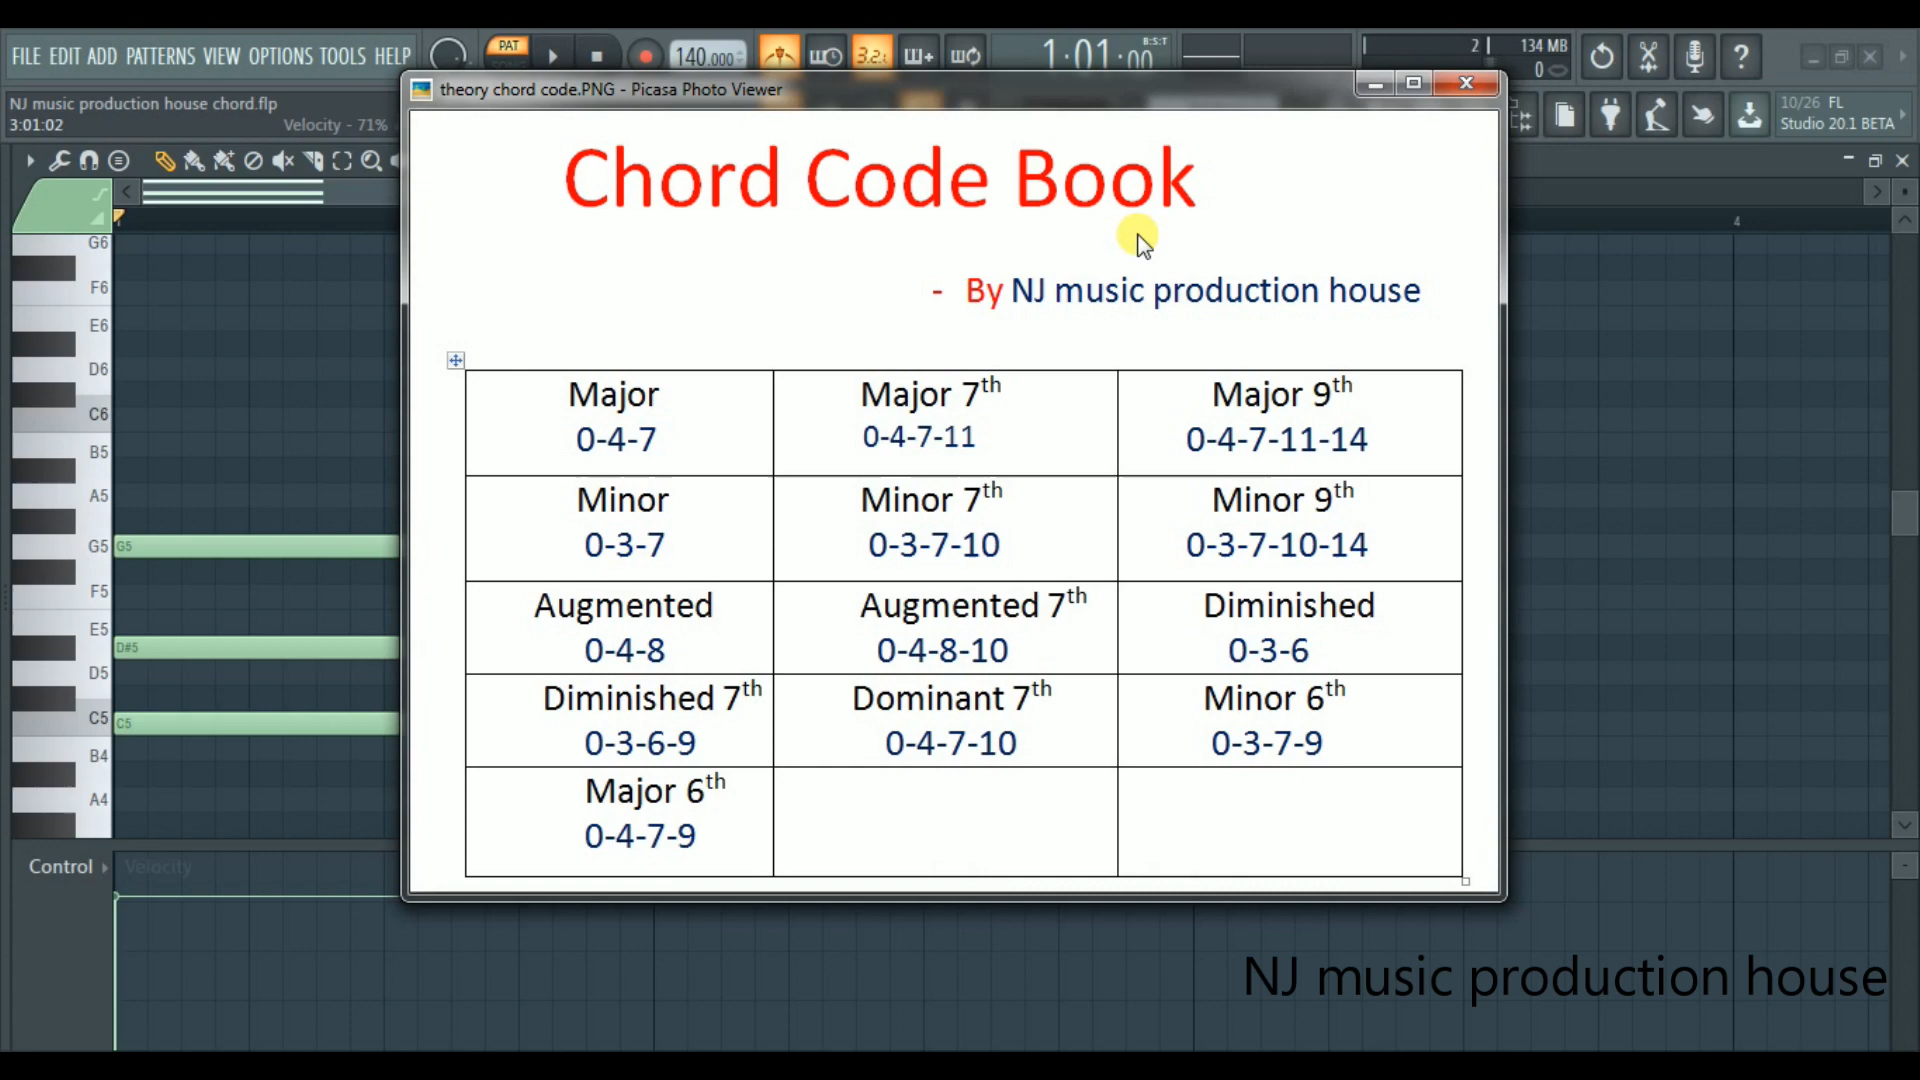 FILE EDIT ADD PATTERNS VIEW OPTIONS TOOLS HELP
PAT
140.000
3.2.
1:01:00
B:S:T
2
134 MB
0
theory chord code.PNG - Picasa Photo Viewer
NJ music production house chord.flp
3:01:02
Velocity - 71%
10/26 FL
Studio 20.1 BETA
4
Chord Code Book
- By NJ music production house
Major
0-4-7
Major 7th
0-4-7-11
Major 9th
0-4-7-11-14
Minor
0-3-7
Minor 7th
0-3-7-10
Minor 9th
0-3-7-10-14
Augmented
0-4-8
Augmented 7th
0-4-8-10
Diminished
0-3-6
Diminished 7th
0-3-6-9
Dominant 7th
0-4-7-10
Minor 6th
0-3-7-9
Major 6th
0-4-7-9
G6
F6
E6
D6
C6
B5
A5
G5
G5
F5
E5
D#5
D5
C5
C5
B4
A4
Control
Velocity
NJ music production house